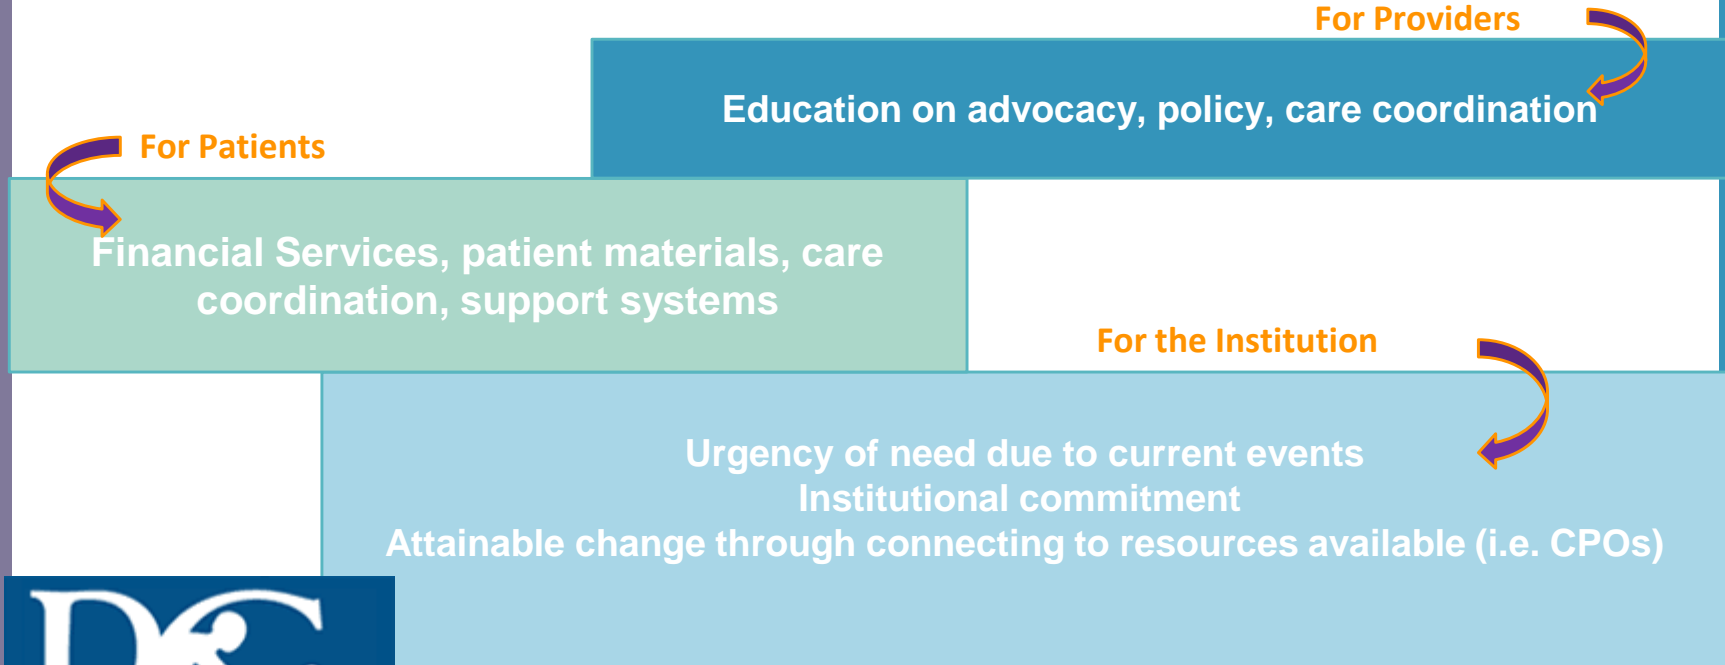 For Providers
Education on advocacy, policy, care coordination
For Patients
Financial Services, patient materials, care
coordination, support systems
For the Institution
Urgency of need due to current events
Institutional commitment
Attainable change through connecting to resources available (i.e. CPOs)